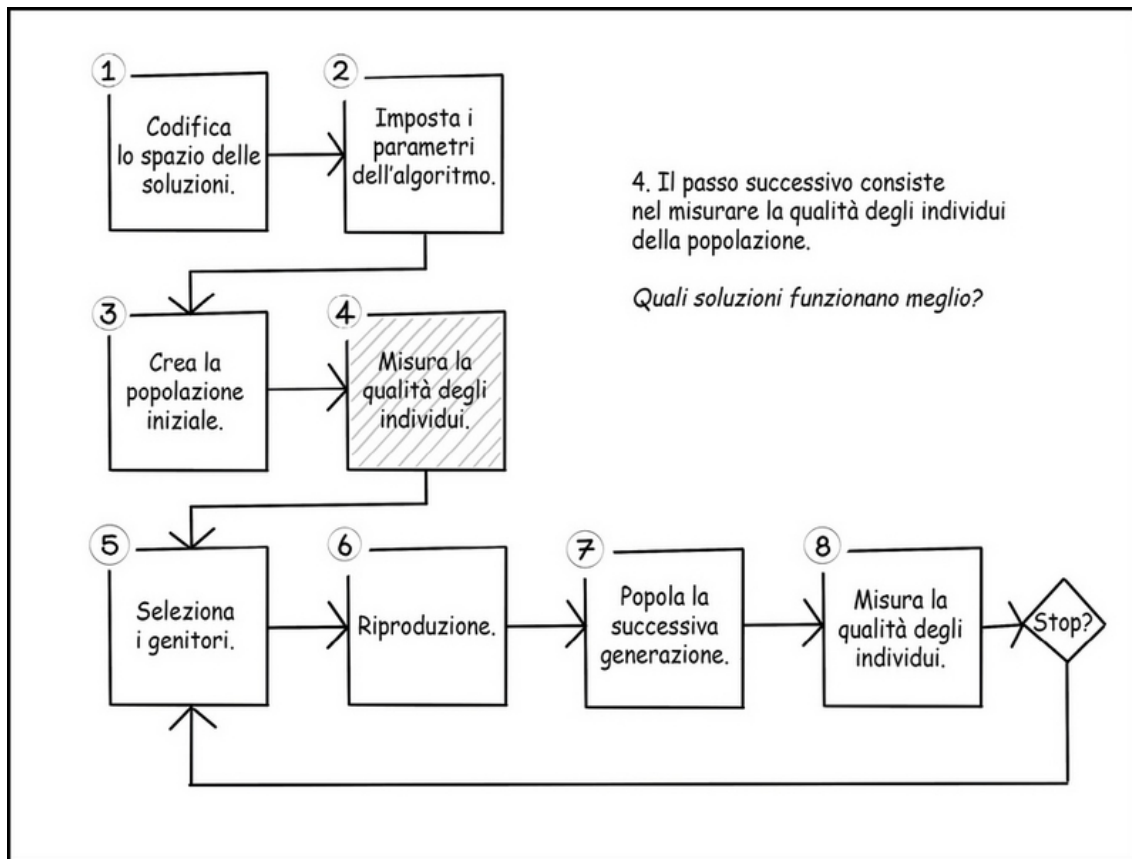 1
Codifica
lo spazio delle
soluzioni.
2
Imposta i
parametri
dell'algoritmo.
4. Il passo successivo consiste
nel misurare la qualità degli individui
della popolazione.
Quali soluzioni funzionano meglio?
3
Crea la
popolazione
iniziale.
4
Misura la
qualità degli
individui.
5
Seleziona
i genitori.
6
Riproduzione.
7
Popola la
successiva
generazione.
8
Misura la
qualità degli
individui.
Stop?